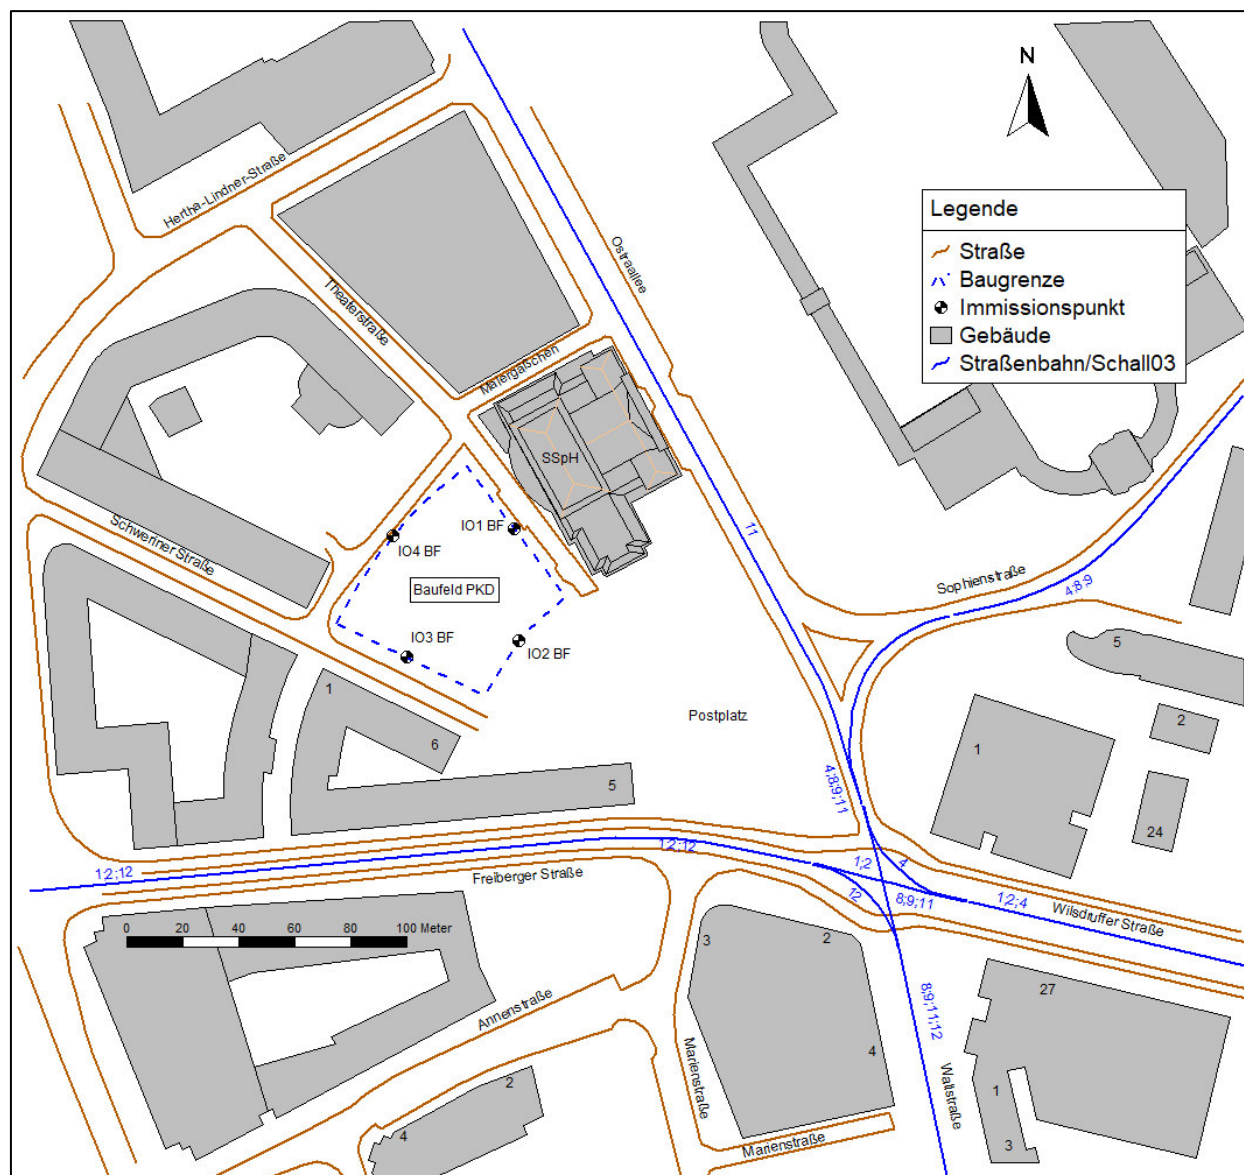 N
Legende
Straße
Baugrenze
Immissionspunkt
Gebäude
Straßenbahn/Schall03
Hertha-Lindner-Straße
Ostraallee
Theaterstraße
Malergäßchen
SSpH
11
Schweriner Straße
IO1 BF
IO4 BF
Baufeld PKD
Sophienstraße
4;8;9
IO3 BF
IO2 BF
5
1
6
Postplatz
1
2
5
4;8;9;11
24
1;2;12
1;2;12
Freiberger Straße
1;2
4
12
8;9;11
1;2;4
Wilsdruffer Straße
0 20 40 60 80 100 Meter
3
2
27
Annenstraße
8;9;11;12
Marienstraße
4
Wallstraße
2
1
4
Marienstraße
3